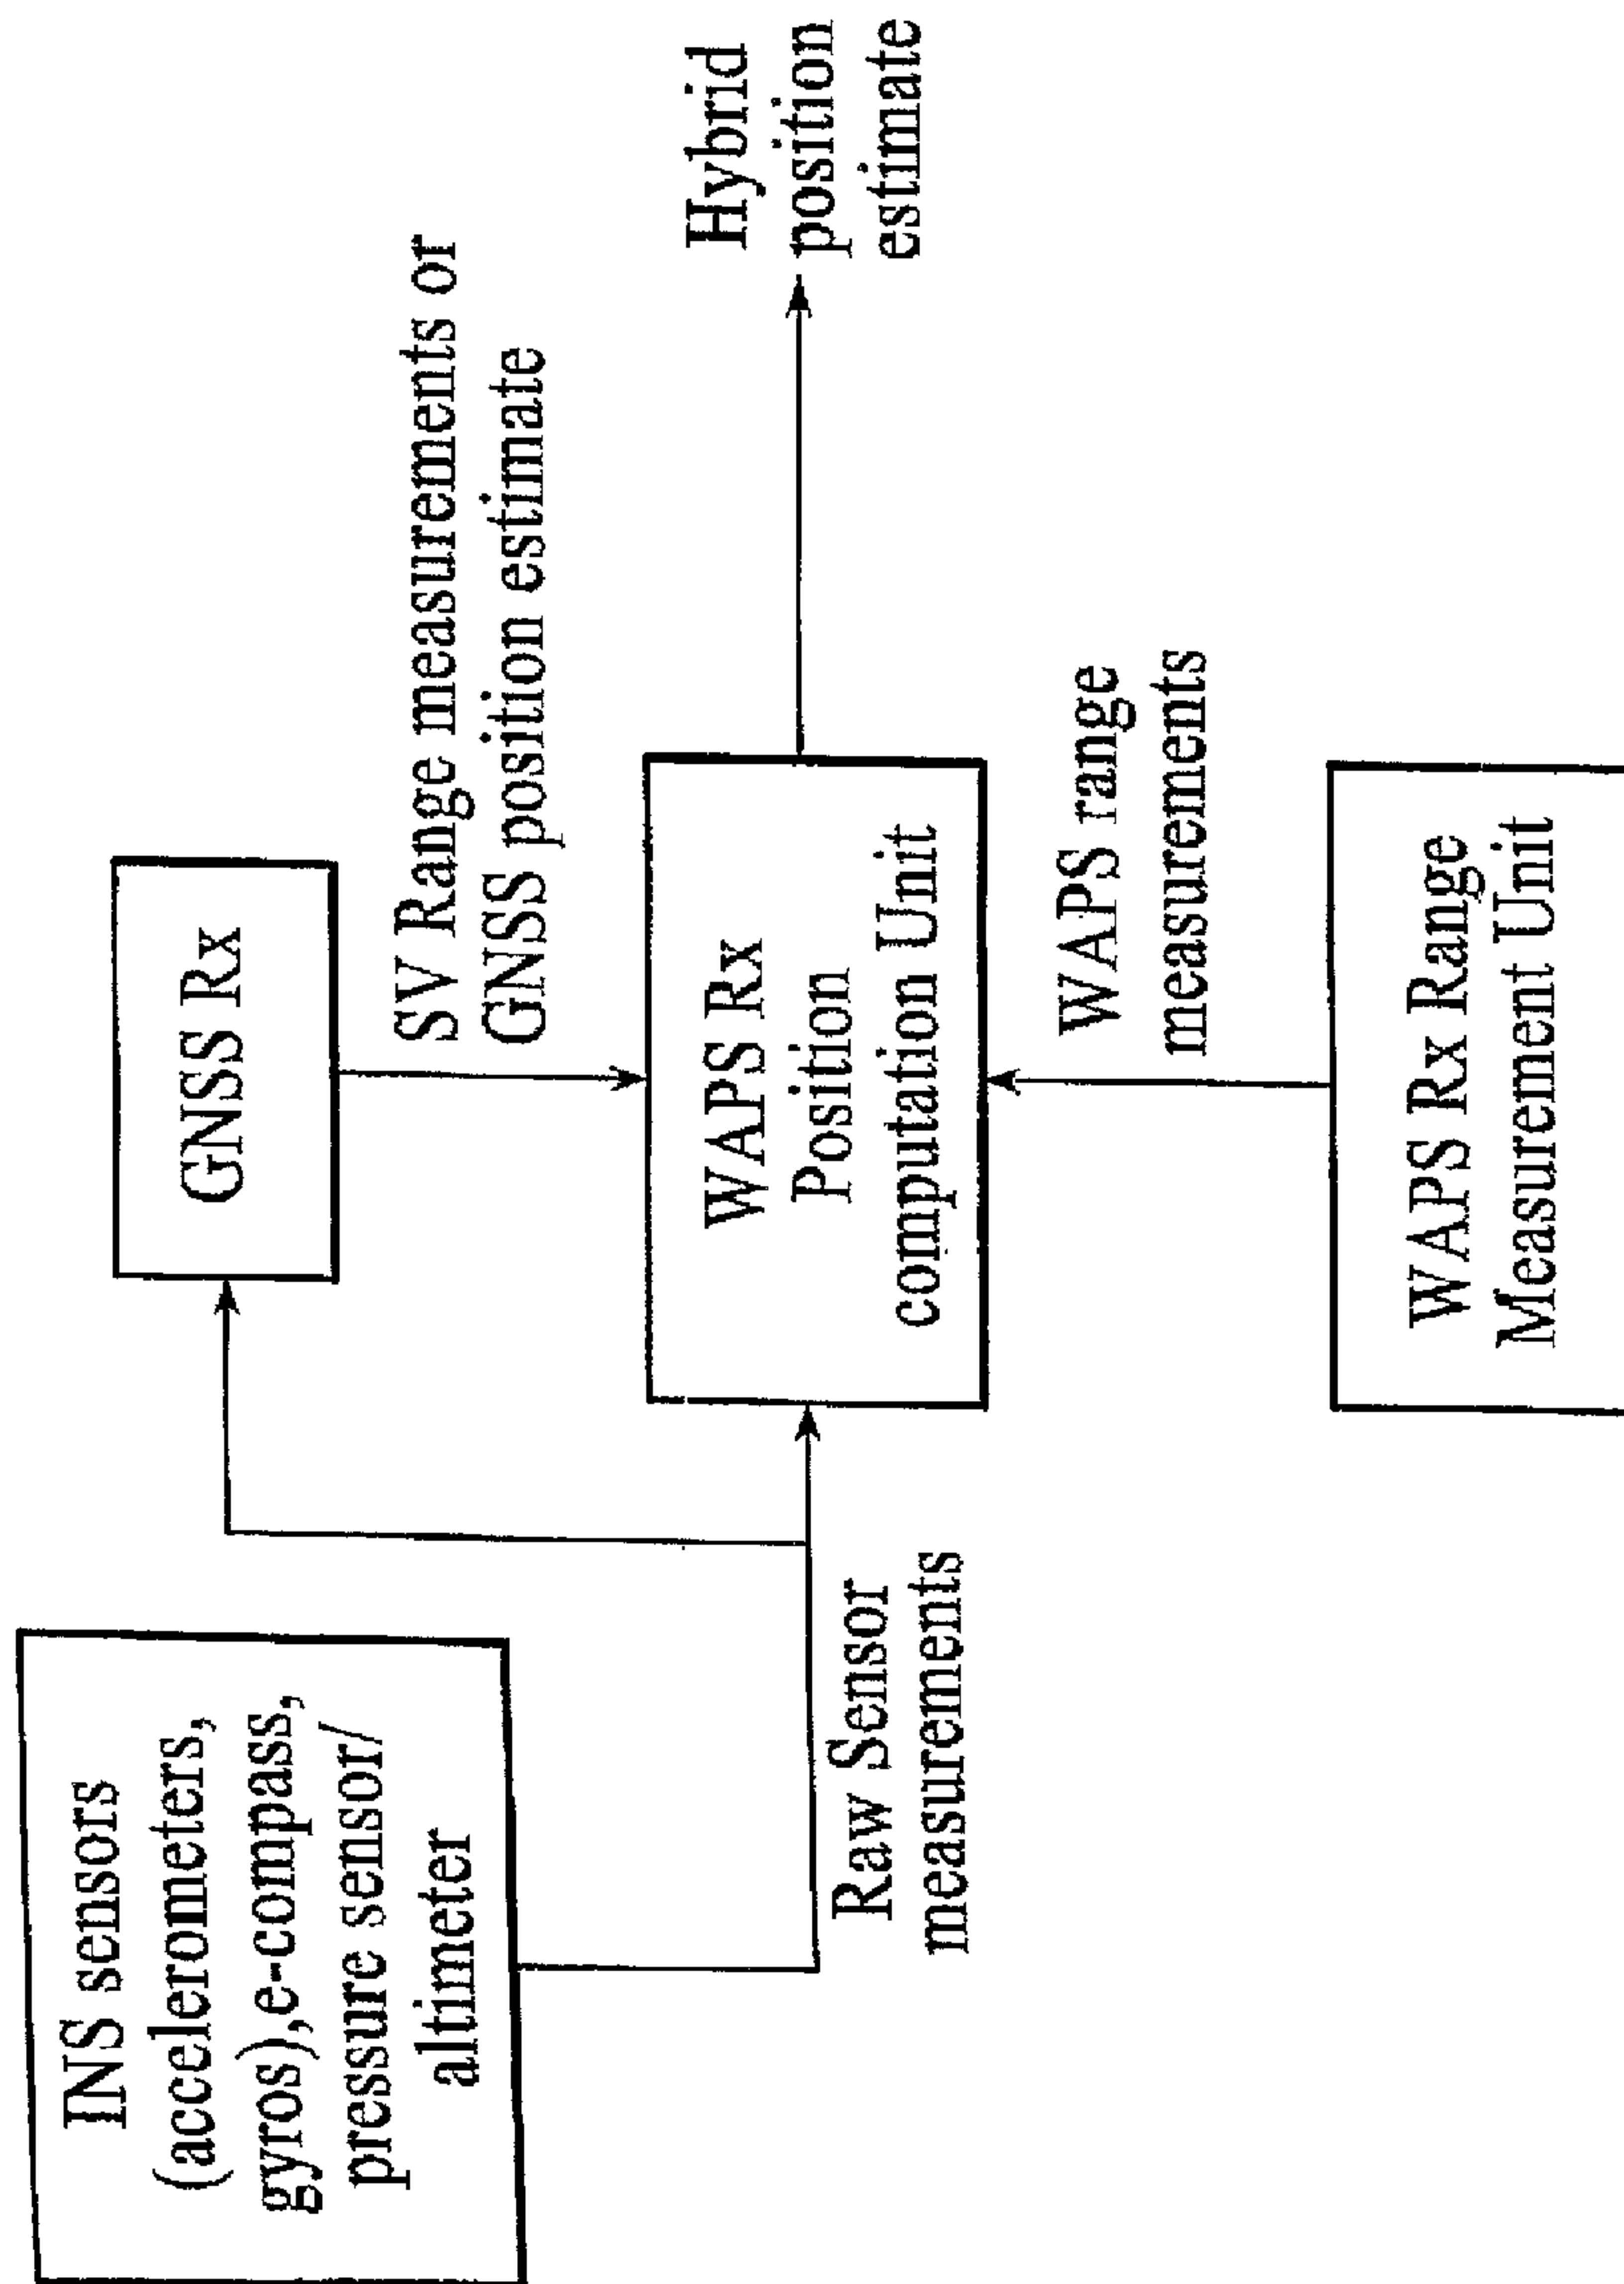 INS sensors
(accelerometers,
gyros),e-compass,
pressure sensor/
altimeter
Raw Sensor
measurements
GNSS Rx
SV Range measurements or
GNSS position estimate
WAPS Rx
Position
computation Unit
Hybrid
position
estimate
WAPS range
measurements
WAPS Rx Range
Measurement Unit